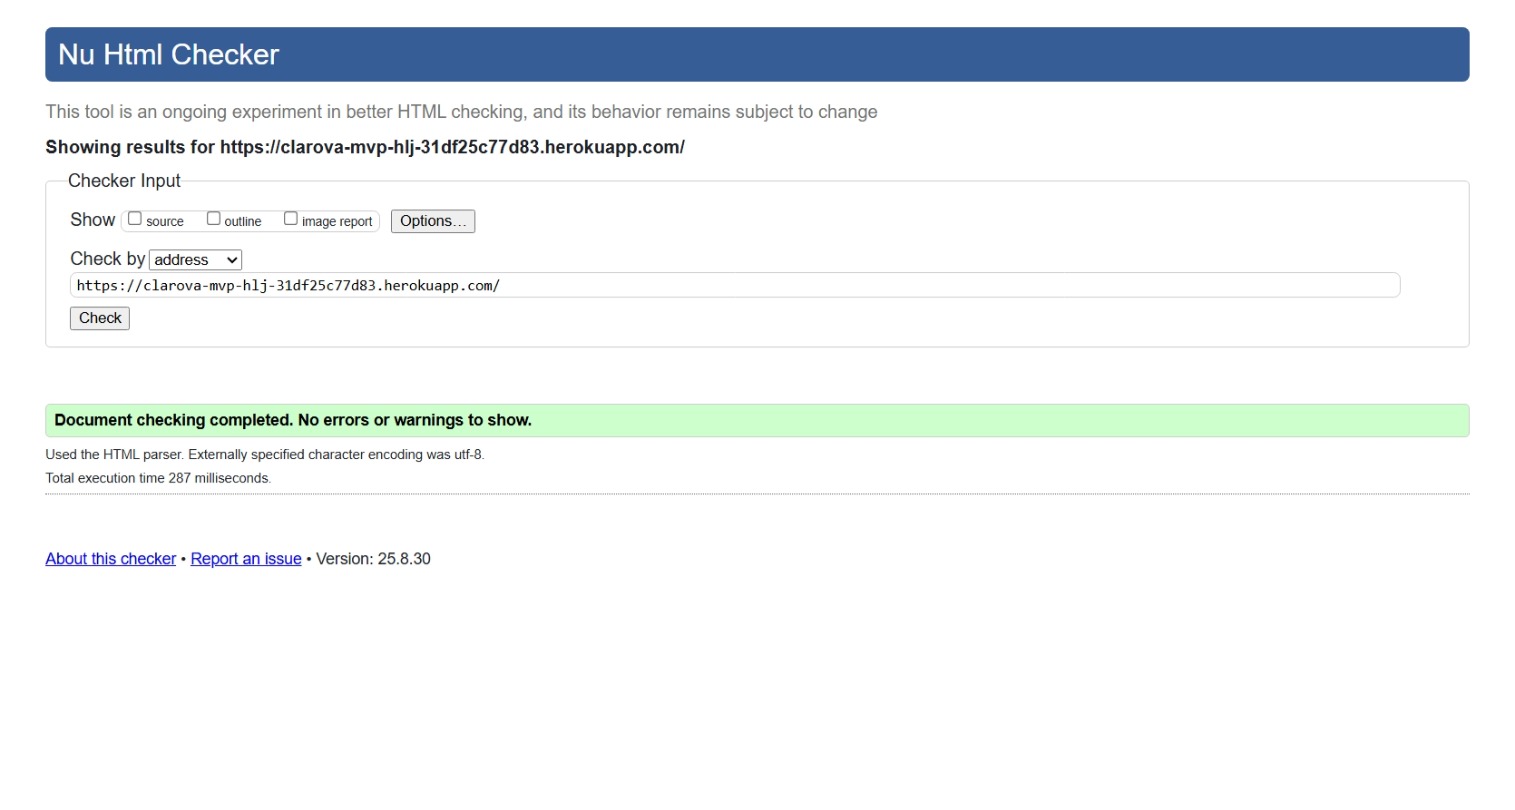 Nu Html Checker
This tool is an ongoing experiment in better HTML checking, and its behavior remains subject to change
Showing results for https://clarova-mvp-hlj-31df25c77d83.herokuapp.com/
Checker Input
Show source outline image report Options…
Check by address
https://clarova-mvp-hlj-31df25c77d83.herokuapp.com/
Check
Document checking completed. No errors or warnings to show.
Used the HTML parser. Externally specified character encoding was utf-8.
Total execution time 287 milliseconds.
About this checker • Report an issue • Version: 25.8.30